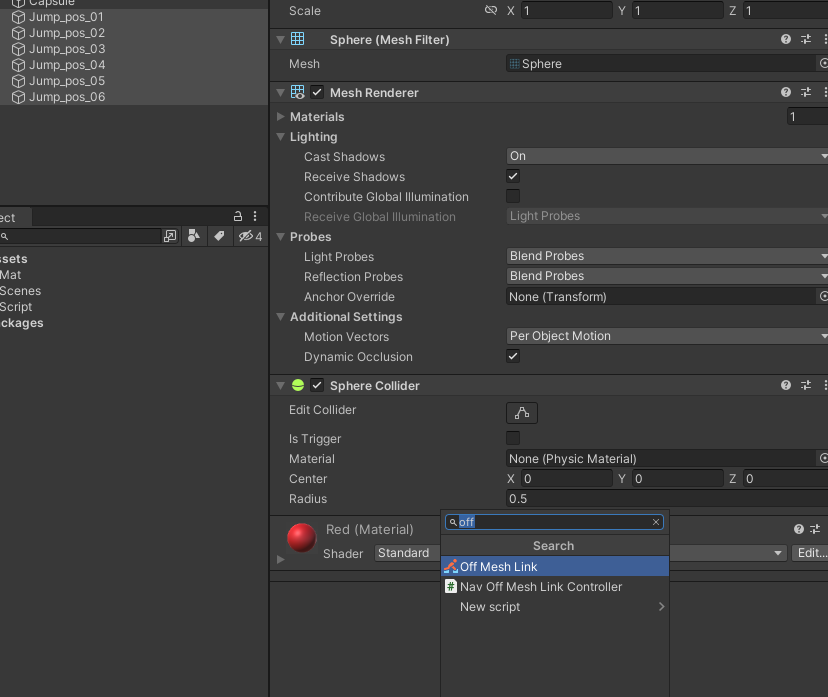 Capsule
Jump_pos_01
Jump_pos_02
Jump_pos_03
Jump_pos_04
Jump_pos_05
Jump_pos_06
ect
4
ssets
Mat
Scenes
Script
ckages
Scale X 1 Y 1 Z 1
Sphere (Mesh Filter)
Mesh Sphere
Mesh Renderer
Materials 1
Lighting
Cast Shadows On
Receive Shadows
Contribute Global Illumination
Receive Global Illumination Light Probes
Probes
Light Probes Blend Probes
Reflection Probes Blend Probes
Anchor Override None (Transform)
Additional Settings
Motion Vectors Per Object Motion
Dynamic Occlusion
Sphere Collider
Edit Collider
Is Trigger
Material None (Physic Material)
Center X 0 Y 0 Z 0
Radius 0.5
Red (Material)
Shader Standard Edit...
off
Search
Off Mesh Link
# Nav Off Mesh Link Controller
New script